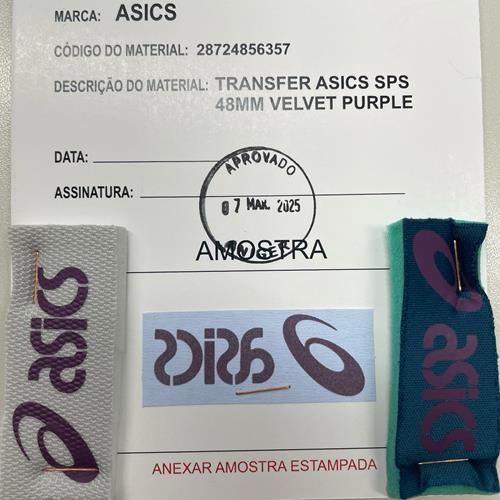 MARCA: ASICS
CÓDIGO DO MATERIAL: 28724856357
DESCRIÇÃO DO MATERIAL: TRANSFER ASICS SPS
48MM VELVET PURPLE
DATA:
ASSINATURA:
APROVADO
07 MAR. 2025
AMOSTRA
asics
asics
asics
ANEXAR AMOSTRA ESTAMPADA